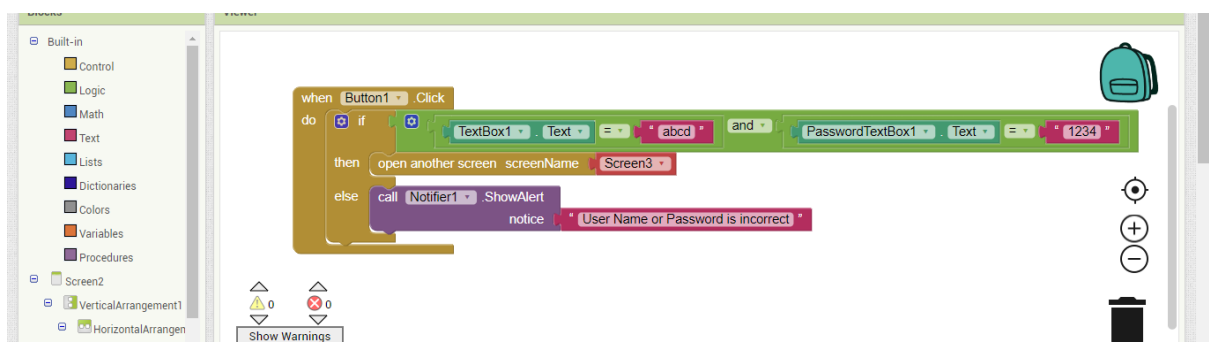 Blocks
Viewer
Built-in
Control
Logic
Math
Text
Lists
Dictionaries
Colors
Variables
Procedures
Screen2
VerticalArrangement1
HorizontalArrangen
when Button1 .Click
do if TextBox1 . Text = " abcd " and PasswordTextBox1 . Text = " 1234 "
then open another screen screenName Screen3
else call Notifier1 .ShowAlert
notice " User Name or Password is incorrect "
0 0
Show Warnings